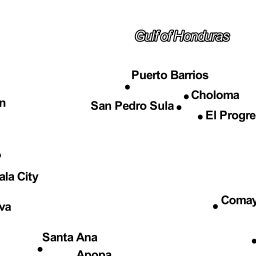 Gulf of Honduras
Puerto Barrios
Choloma
San Pedro Sula
El Progre
n
ala City
Comay
va
Santa Ana
Apopa